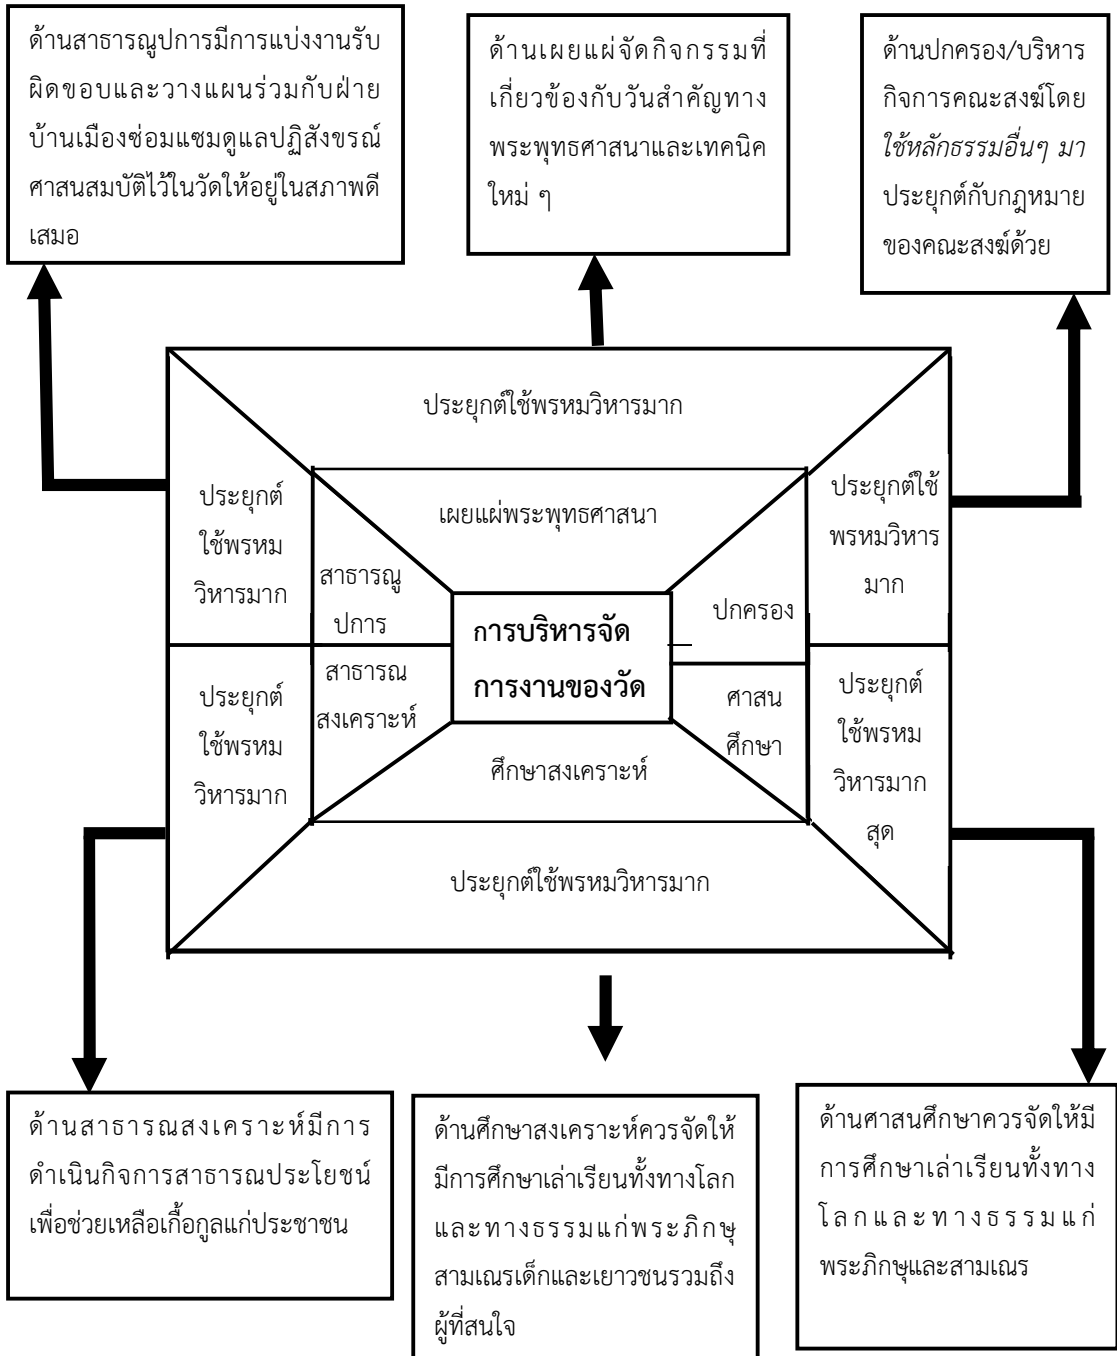 ด้านสาธารณูปการมีการแบ่งงานรับ
ผิดขอบและวางแผนร่วมกับฝ่าย
บ้านเมืองซ่อมแซมดูแลปฏิสังขรณ์
ศาสนสมบัติไว้ในวัดให้อยู่ในสภาพดี
เสมอ
ด้านเผยแผ่จัดกิจกรรมที่
เกี่ยวข้องกับวันสำคัญทาง
พระพุทธศาสนาและเทคนิค
ใหม่ ๆ
ด้านปกครอง/บริหาร
กิจการคณะสงฆ์โดย
ใช้หลักธรรมอื่นๆ มา
ประยุกต์กับกฎหมาย
ของคณะสงฆ์ด้วย
ประยุกต์ใช้พรหมวิหารมาก
ประยุกต์
ใช้พรหม
วิหารมาก
เผยแผ่พระพุทธศาสนา
ประยุกต์ใช้
พรหมวิหาร
มาก
สาธารณู
ปการ
ปกครอง
การบริหารจัด
การงานของวัด
ประยุกต์
ใช้พรหม
วิหารมาก
สาธารณ
สงเคราะห์
ศาสน
ศึกษา
ประยุกต์
ใช้พรหม
วิหารมาก
สุด
ศึกษาสงเคราะห์
ประยุกต์ใช้พรหมวิหารมาก
ด้านสาธารณสงเคราะห์มีการ
ดำเนินกิจการสาธารณประโยชน์
เพื่อช่วยเหลือเกื้อกูลแก่ประชาชน
ด้านศึกษาสงเคราะห์ควรจัดให้
มีการศึกษาเล่าเรียนทั้งทางโลก
และทางธรรมแก่พระภิกษุ
สามเณรเด็กและเยาวชนรวมถึง
ผู้ที่สนใจ
ด้านศาสนศึกษาควรจัดให้มี
การศึกษาเล่าเรียนทั้งทาง
โลกและทางธรรมแก่
พระภิกษุและสามเณร